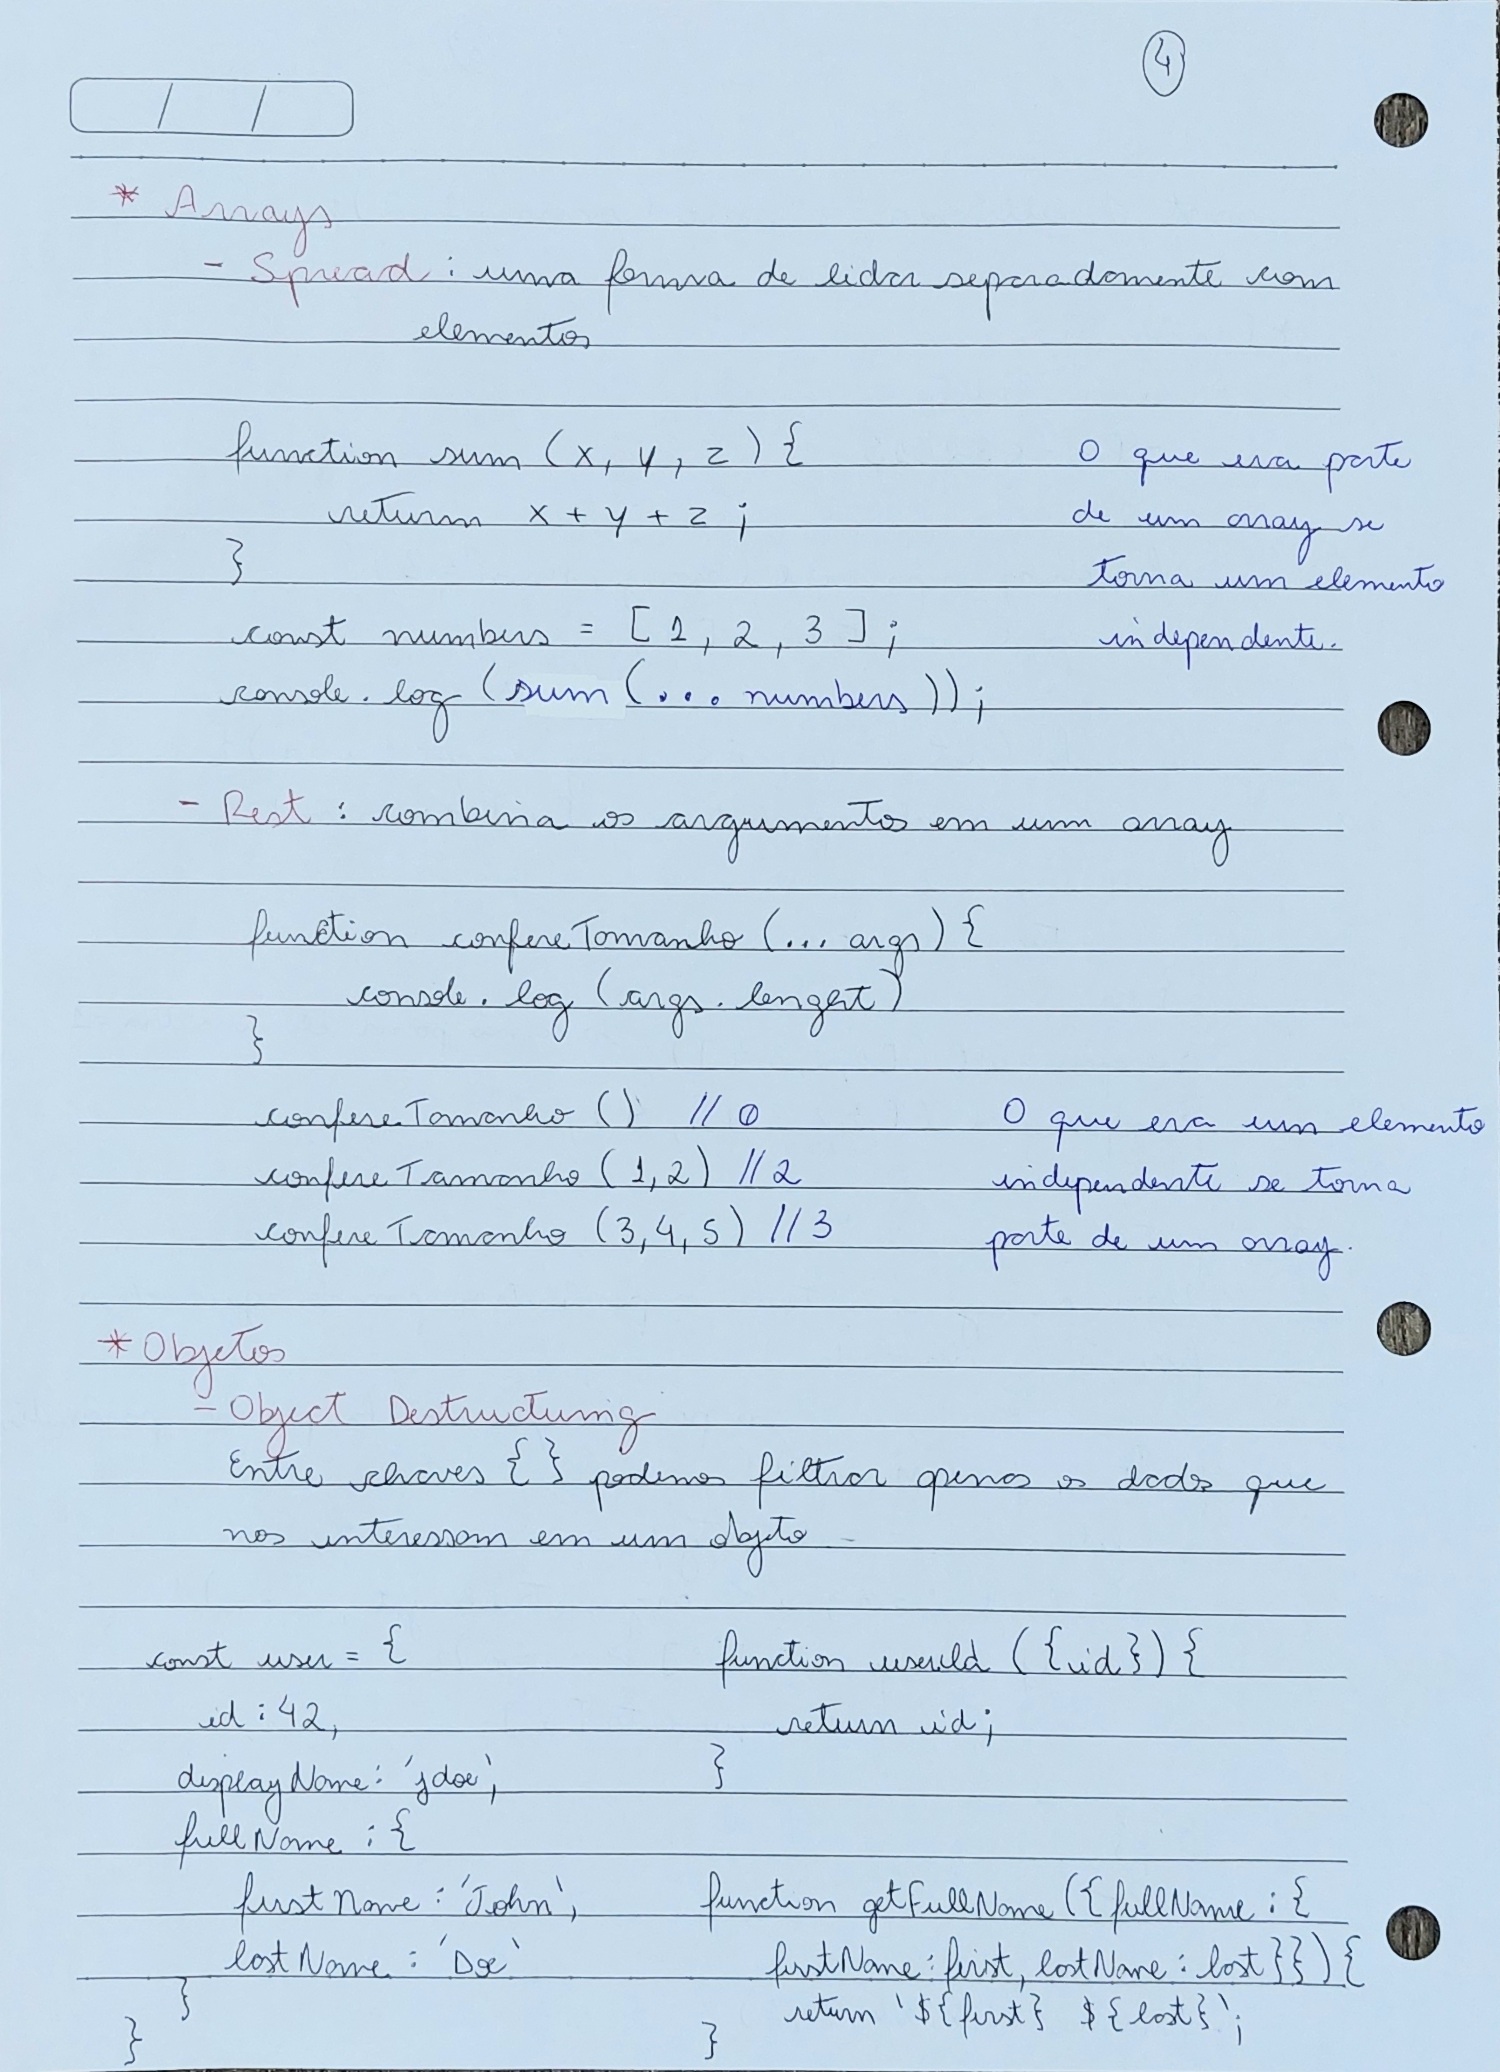 4
/ /
* Arrays
- Spread : uma forma de lidar separadamente com
elementos
function sum (x, y, z) {
return x + y + z ;
}
const numbers = [ 1, 2, 3 ] ;
console.log (sum (... numbers)) ;
O que era parte
de um array se
torna um elemento
independente.
- Rest : combina os argumentos em um array
function confereTamanho (... args) {
console.log (args.lenght)
}
confereTamanho () // 0
confereTamanho (1,2) // 2
confereTamanho (3,4,5) // 3
O que era um elemento
independente se torna
parte de um array.
* Objetos
- Object Destructuring
Entre chaves { } podemos filtrar apenas os dados que
nos interessam em um objeto
const user = {
id : 42,
displayName : 'jdoe',
fullName : {
firstName : 'John',
lastName : 'Doe'
}
}
function userId ({id}) {
return id ;
}
function getFullName ({fullName : {
firstName : first, lastName : last}}) {
return `${first} ${last}`;
}